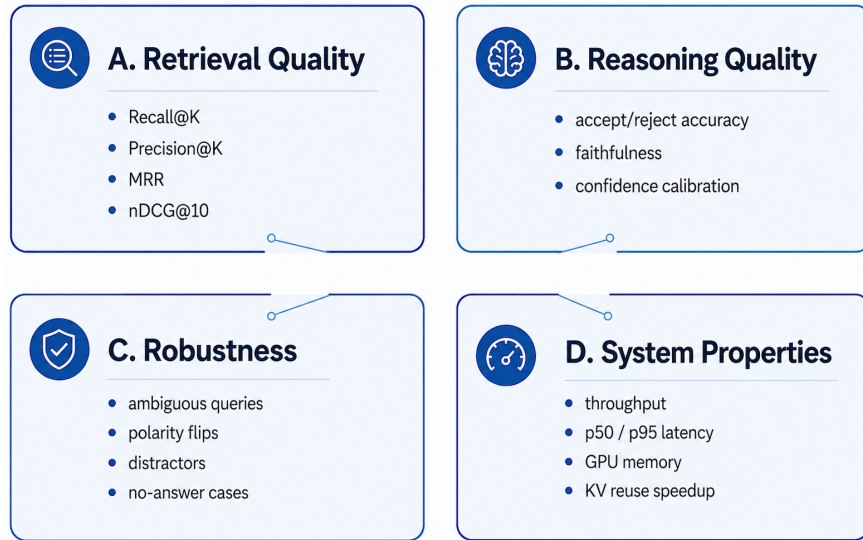 A. Retrieval Quality
• Recall@K
• Precision@K
• MRR
• nDCG@10
B. Reasoning Quality
• accept/reject accuracy
• faithfulness
• confidence calibration
C. Robustness
• ambiguous queries
• polarity flips
• distractors
• no-answer cases
D. System Properties
• throughput
• p50 / p95 latency
• GPU memory
• KV reuse speedup